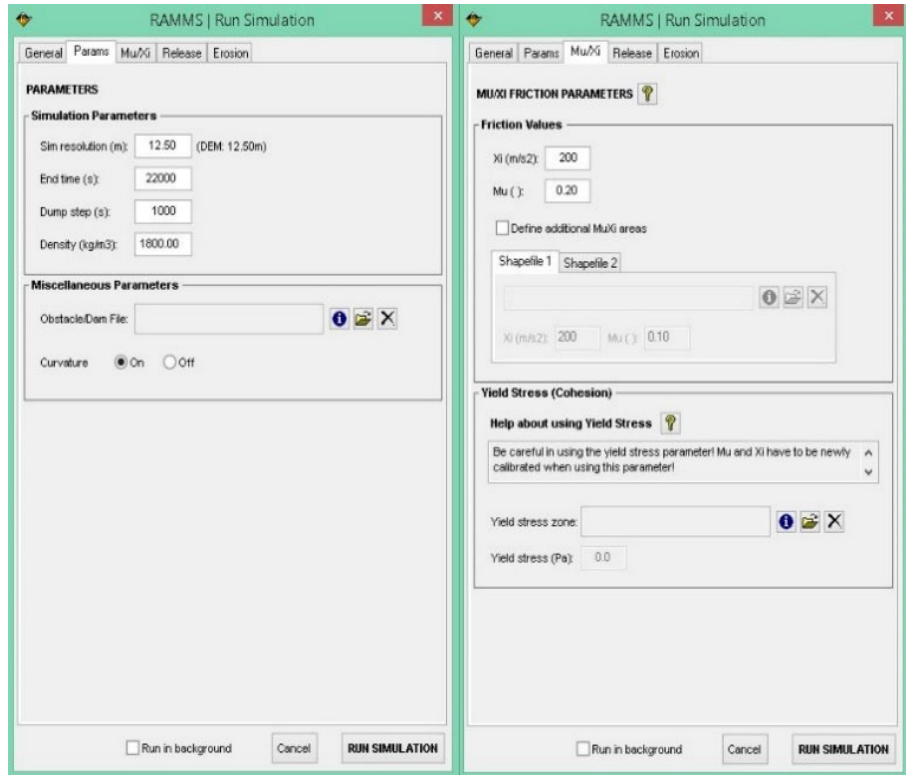 RAMMS | Run Simulation
General Params Mu/Xi Release Erosion
PARAMETERS
Simulation Parameters
Sim resolution (m): 12.50 (DEM: 12.50m)
End time (s): 22000
Dump step (s): 1000
Density (kg/m3): 1800.00
Miscellaneous Parameters
Obstacle/Dam File:
Curvature On Off
Run in background Cancel RUN SIMULATION
RAMMS | Run Simulation
General Params Mu/Xi Release Erosion
MU/XI FRICTION PARAMETERS
Friction Values
Xi (m/s2): 200
Mu ( ): 0.20
Define additional MuXi areas
Shapefile 1 Shapefile 2
Xi (m/s2): 200 Mu ( ): 0.10
Yield Stress (Cohesion)
Help about using Yield Stress
Be careful in using the yield stress parameter! Mu and Xi have to be newly
calibrated when using this parameter!
Yield stress zone:
Yield stress (Pa): 0.0
Run in background Cancel RUN SIMULATION